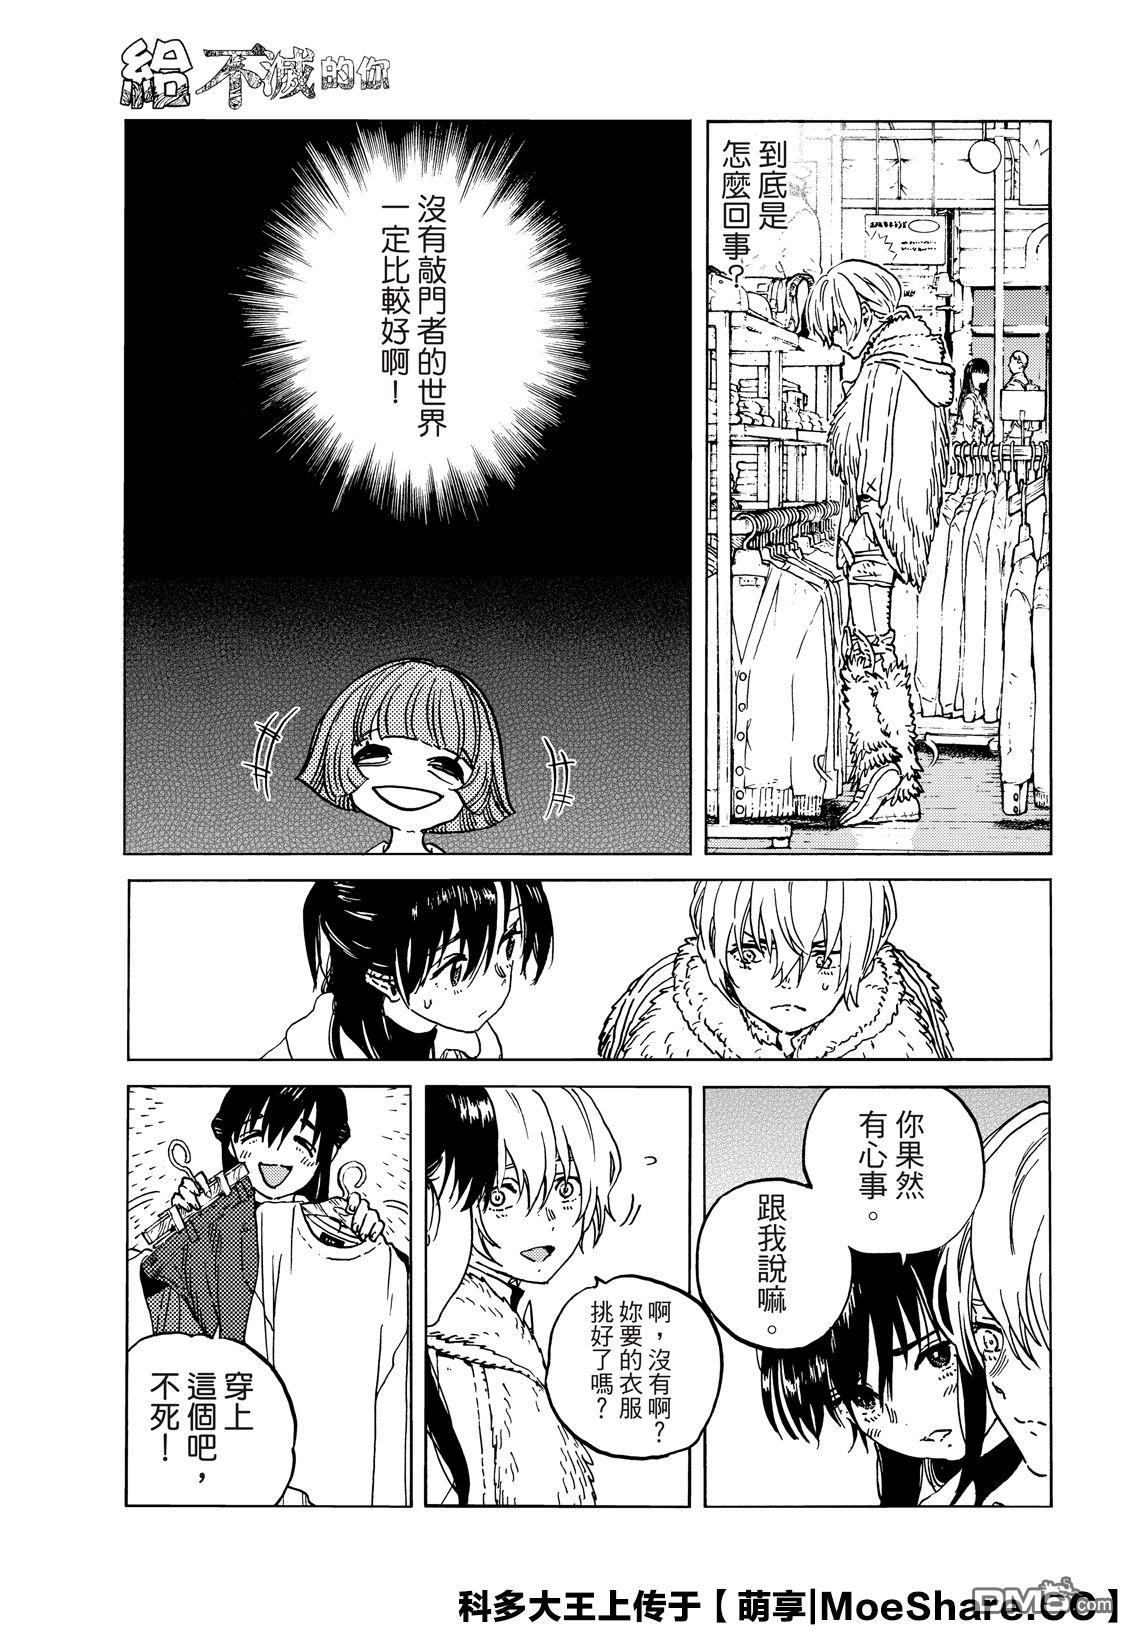 給不滅的你
到底是
怎麼回事？
沒有敲門者的世界
一定比較好啊！
你果然
有心事。
跟我說嘛。
啊，沒有啊？
妳要的衣服
挑好了嗎？
穿上
這個吧，
不死！
科多大王上传于【萌享|MoeShare.CC】